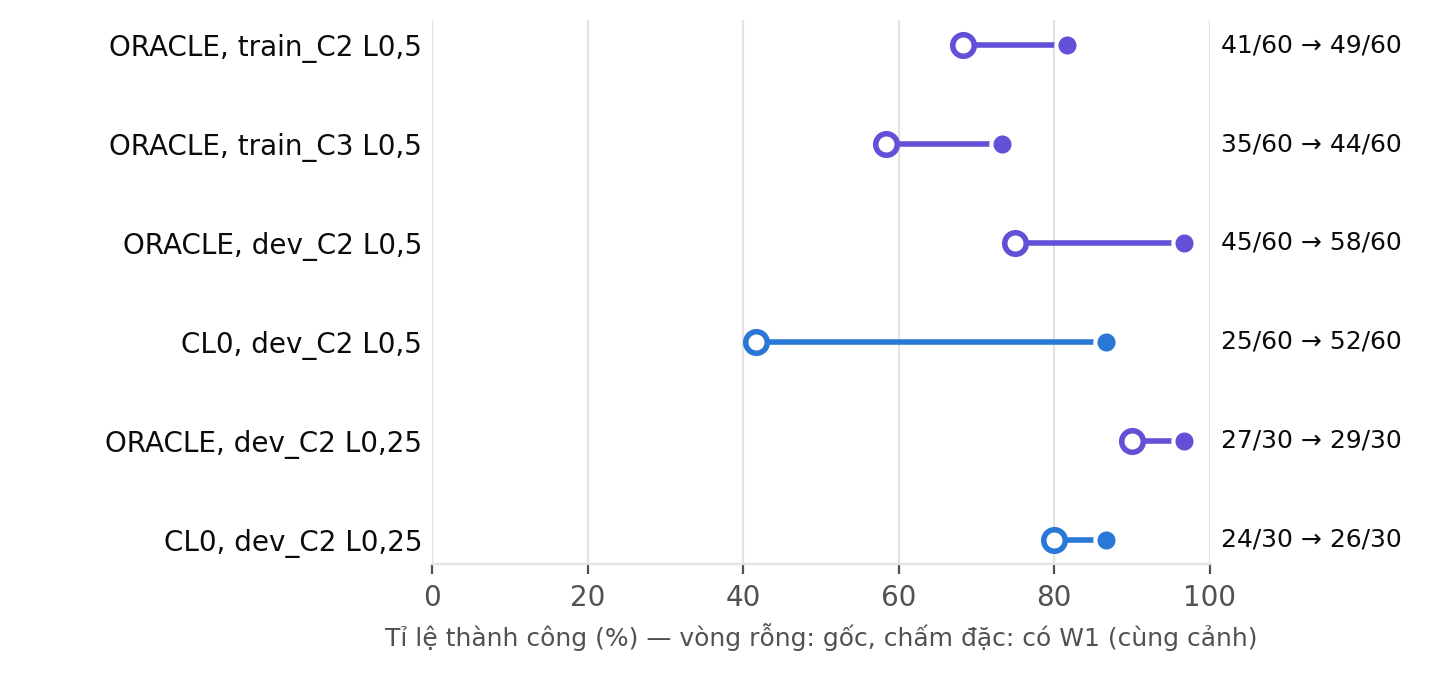 ORACLE, train_C2 L0,5 41/60 → 49/60
ORACLE, train_C3 L0,5 35/60 → 44/60
ORACLE, dev_C2 L0,5 45/60 → 58/60
CL0, dev_C2 L0,5 25/60 → 52/60
ORACLE, dev_C2 L0,25 27/30 → 29/30
CL0, dev_C2 L0,25 24/30 → 26/30
0 20 40 60 80 100
Tỉ lệ thành công (%) — vòng rỗng: gốc, chấm đặc: có W1 (cùng cảnh)